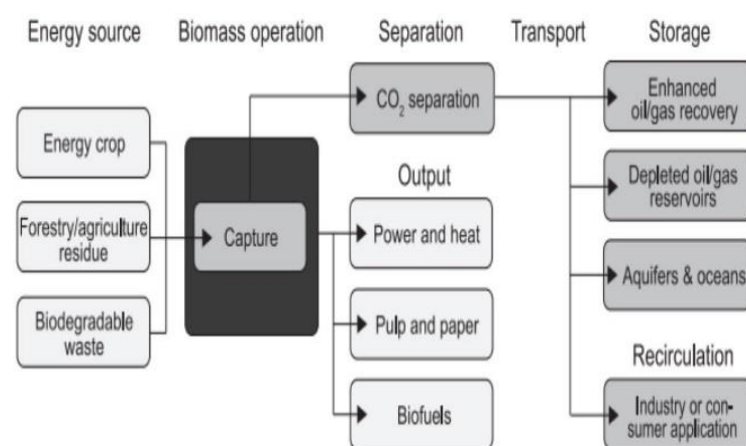 Energy source
Biomass operation
Separation
Transport
Storage
Energy crop
Forestry/agriculture
residue
Biodegradable
waste
Capture
CO₂ separation
Output
Power and heat
Pulp and paper
Biofuels
Enhanced
oil/gas recovery
Depleted oil/gas
reservoirs
Aquifers & oceans
Recirculation
Industry or con-
sumer application